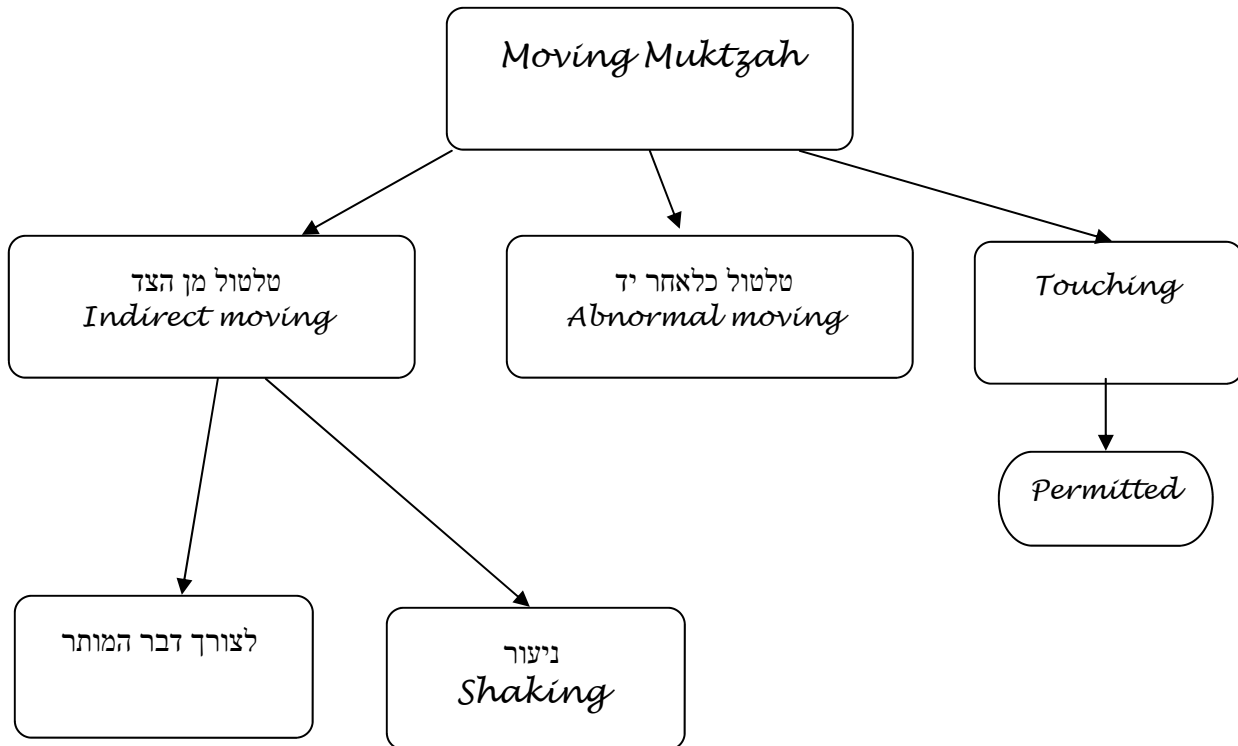 Moving Muktzah
טלטול מן הצד
Indirect moving
טלטול כלאחר יד
Abnormal moving
Touching
Permitted
לצורך דבר המותר
ניעור
Shaking